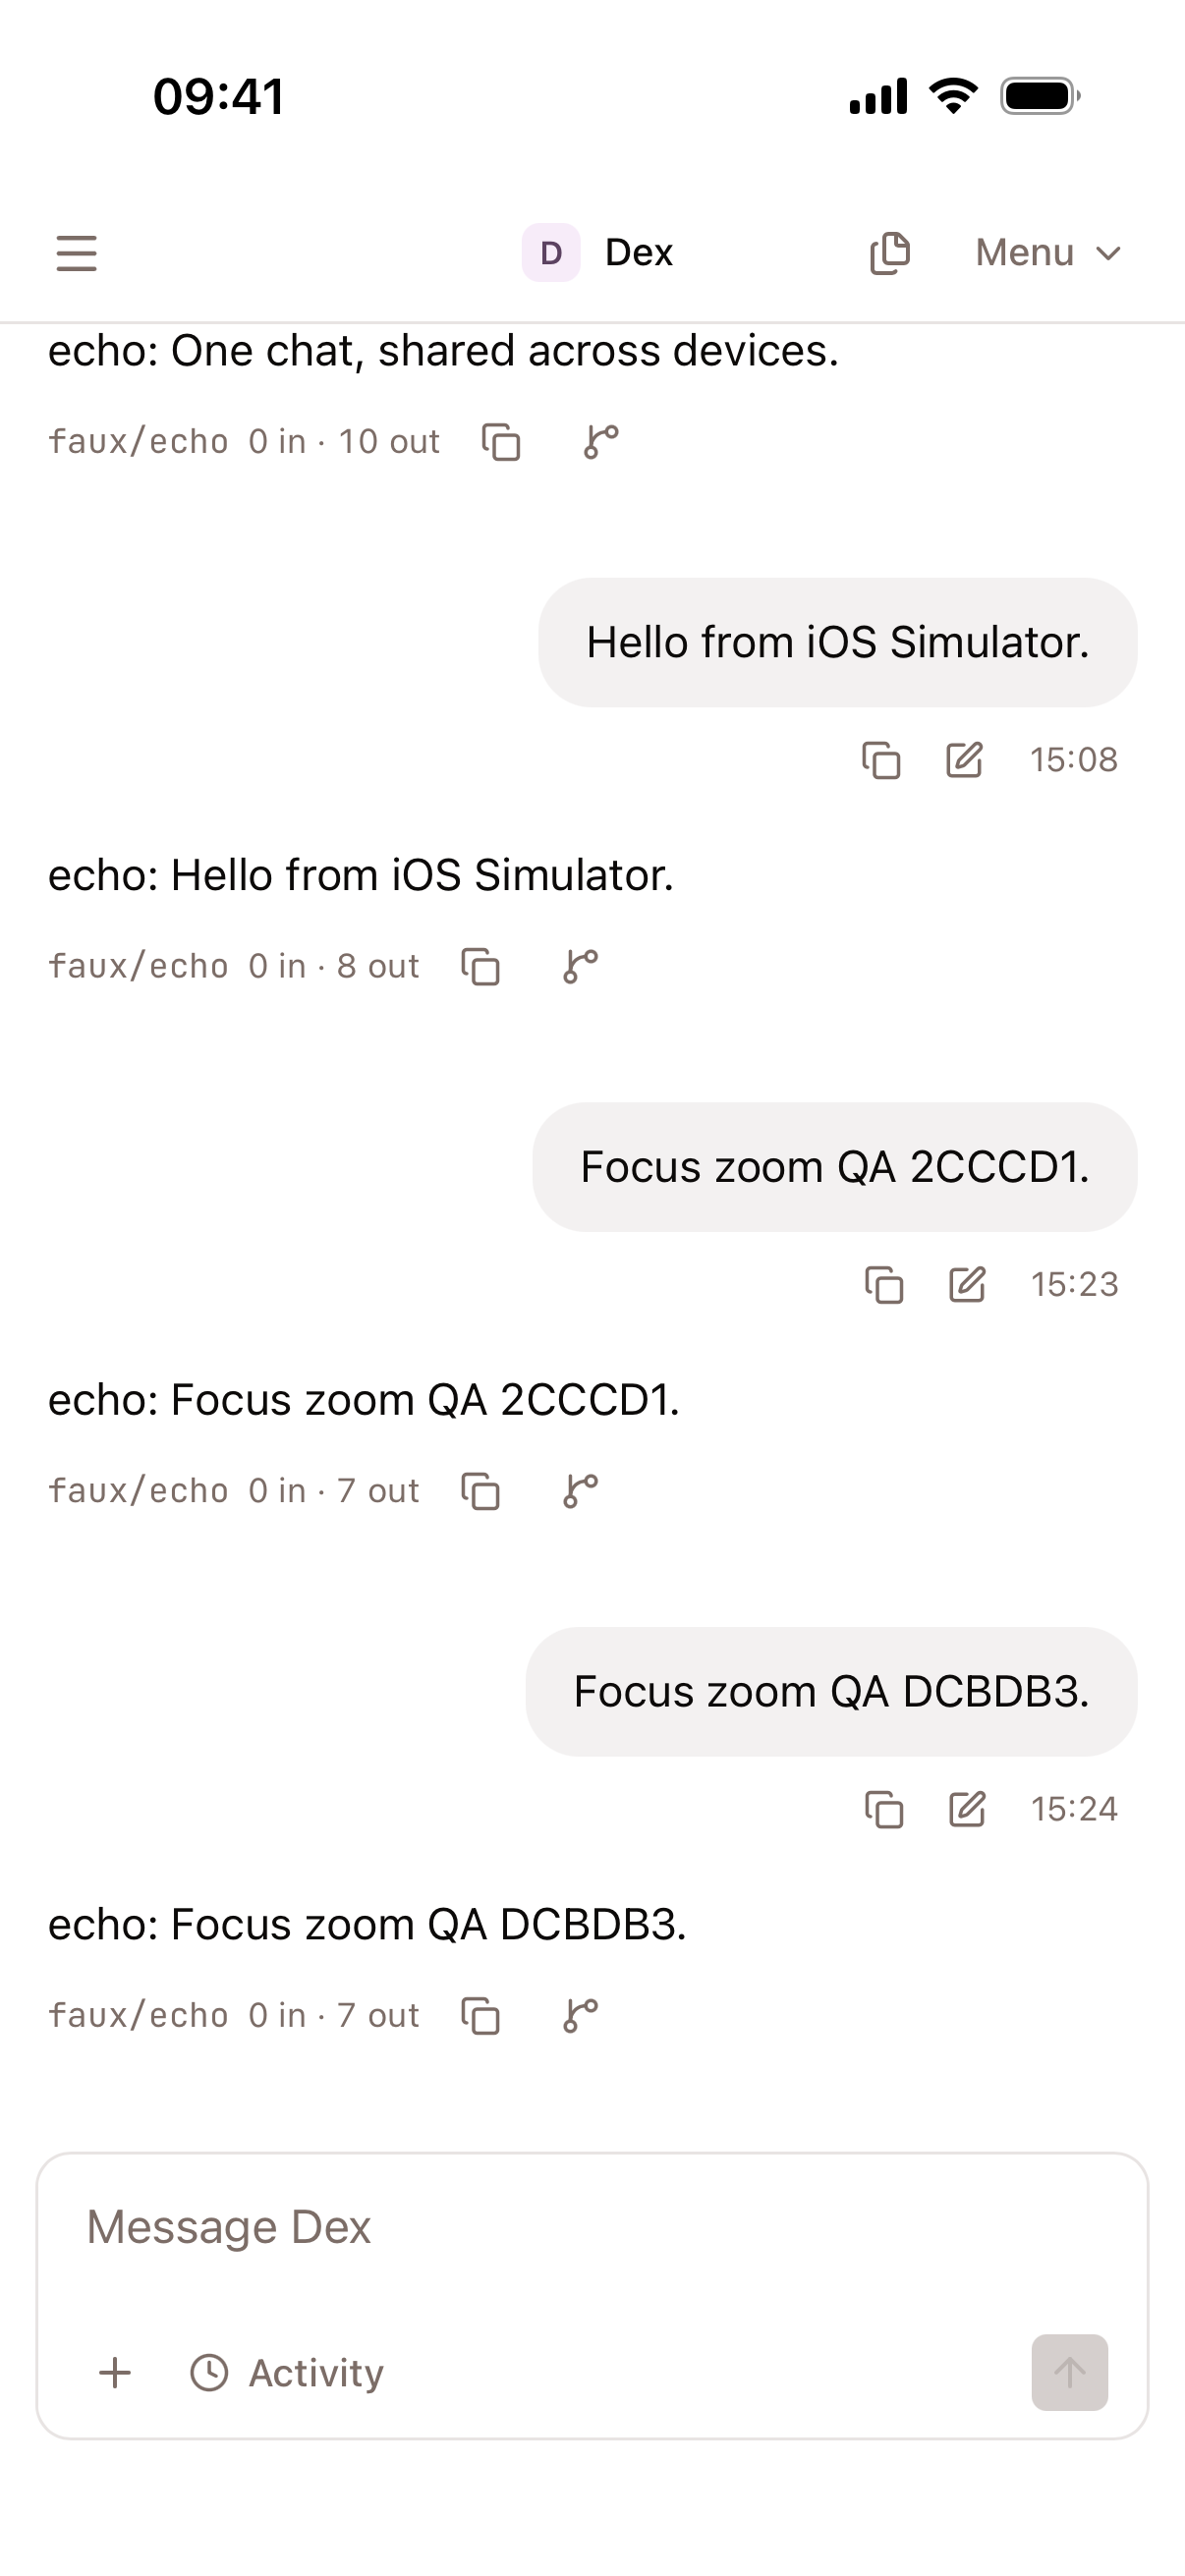 09:41
D Dex Menu
echo: One chat, shared across devices.
faux/echo 0 in · 10 out
Hello from iOS Simulator.
15:08
echo: Hello from iOS Simulator.
faux/echo 0 in · 8 out
Focus zoom QA 2CCCD1.
15:23
echo: Focus zoom QA 2CCCD1.
faux/echo 0 in · 7 out
Focus zoom QA DCBDB3.
15:24
echo: Focus zoom QA DCBDB3.
faux/echo 0 in · 7 out
Message Dex
Activity